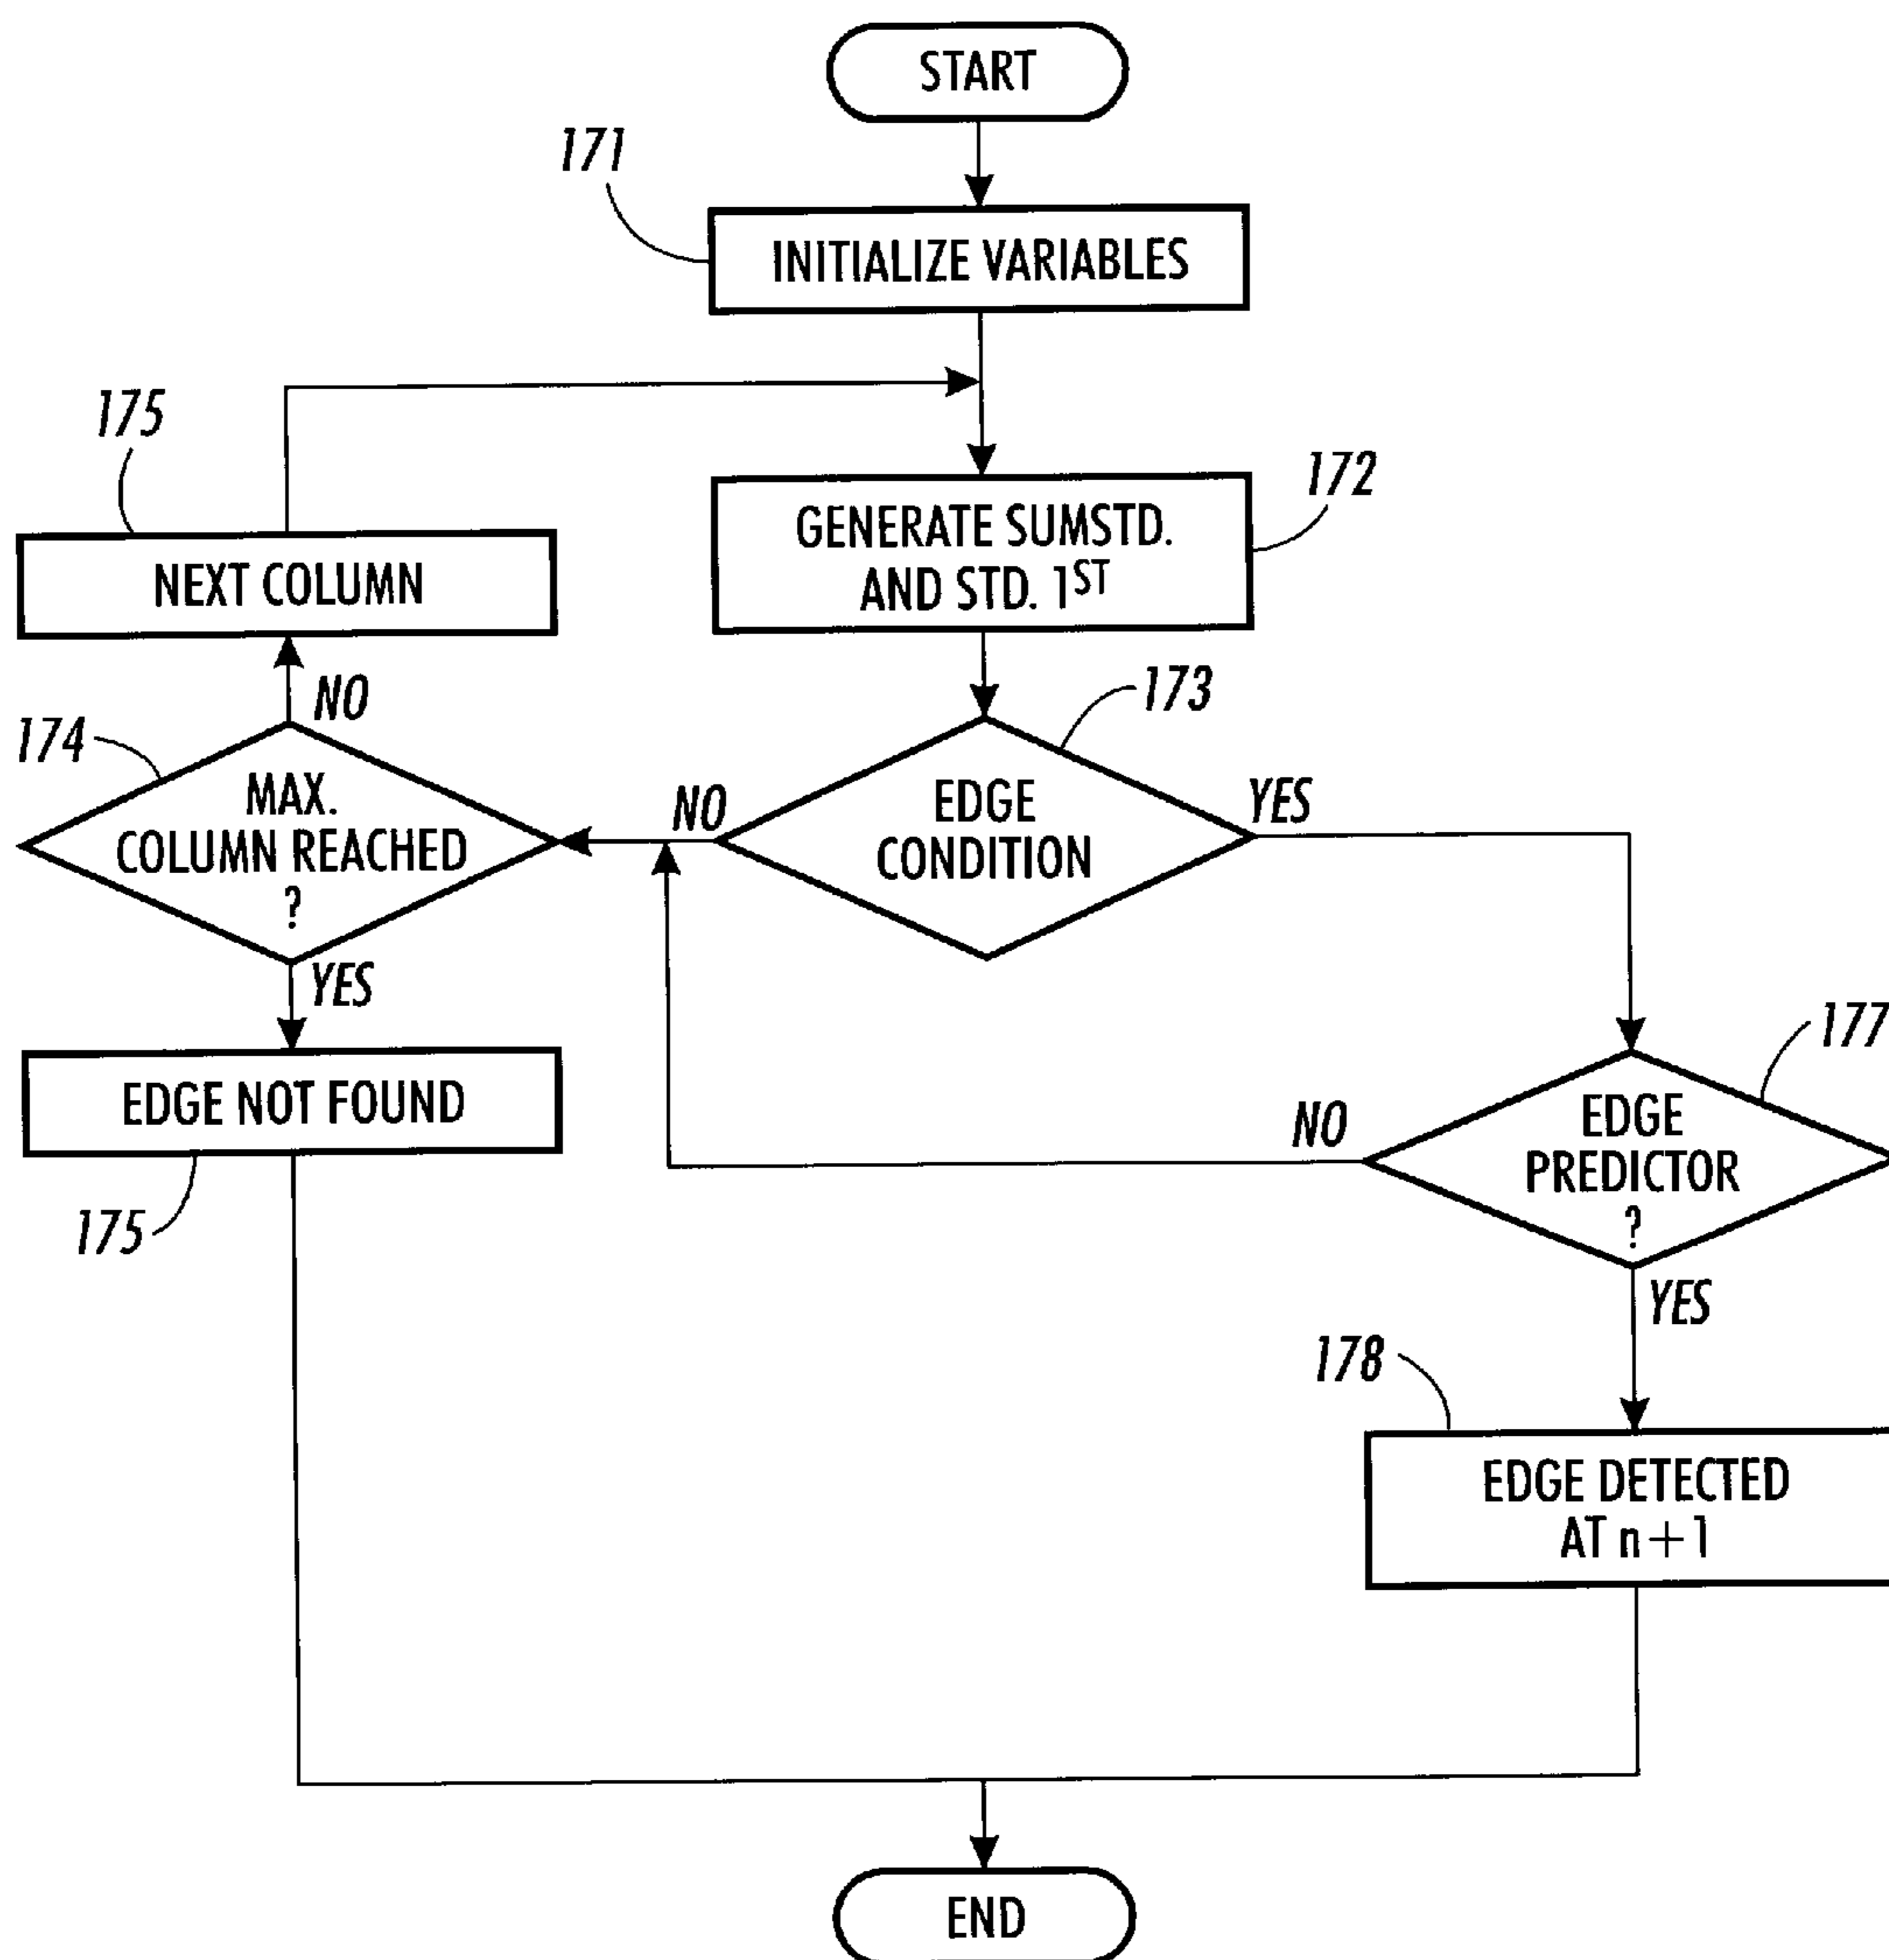 START
171
INITIALIZE VARIABLES
175
172
GENERATE SUMSTD.
AND STD. 1ST
NEXT COLUMN
NO
173
174
MAX.
COLUMN REACHED
?
NO
EDGE
CONDITION
YES
YES
177
EDGE NOT FOUND
175
NO
EDGE
PREDICTOR
?
YES
178
EDGE DETECTED
AT n+1
END